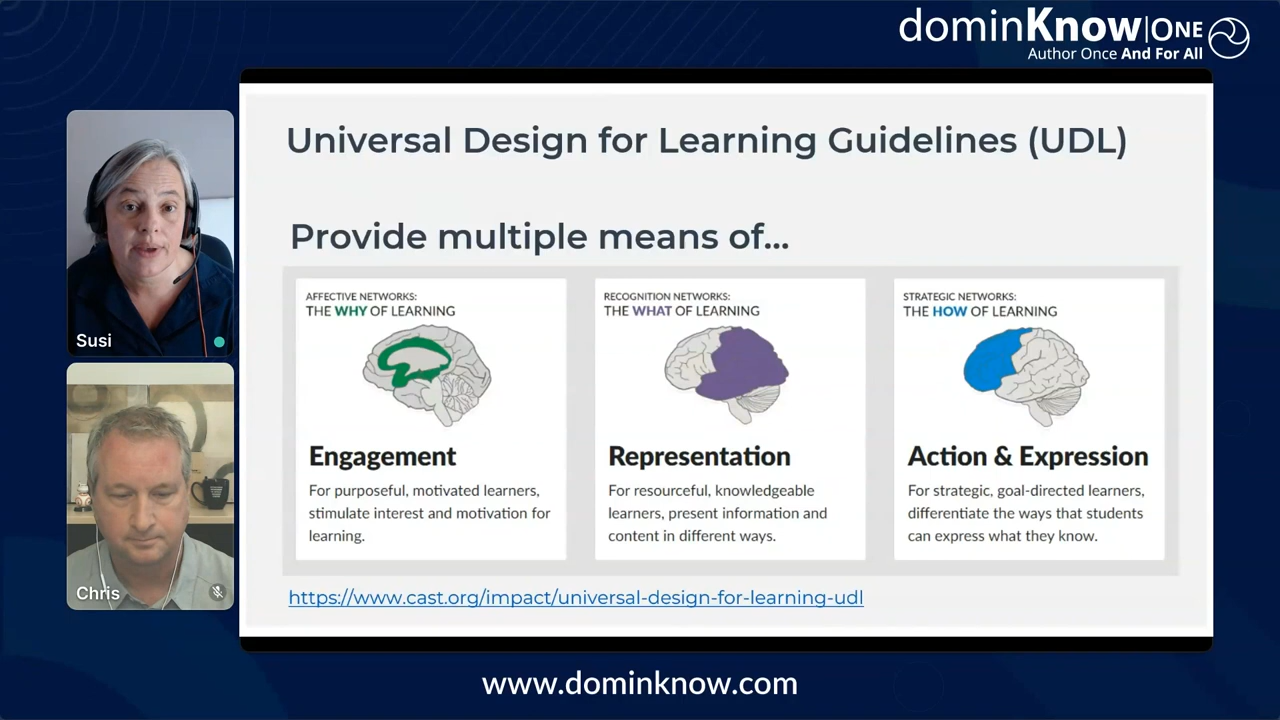 dominKnow|ONE
Author Once And For All
Universal Design for Learning Guidelines (UDL)
Provide multiple means of...
AFFECTIVE NETWORKS:
THE WHY OF LEARNING
Engagement
For purposeful, motivated learners,
stimulate interest and motivation for
learning.
RECOGNITION NETWORKS:
THE WHAT OF LEARNING
Representation
For resourceful, knowledgeable
learners, present information and
content in different ways.
STRATEGIC NETWORKS:
THE HOW OF LEARNING
Action & Expression
For strategic, goal-directed learners,
differentiate the ways that students
can express what they know.
https://www.cast.org/impact/universal-design-for-learning-udl
Susi
Chris
www.dominknow.com